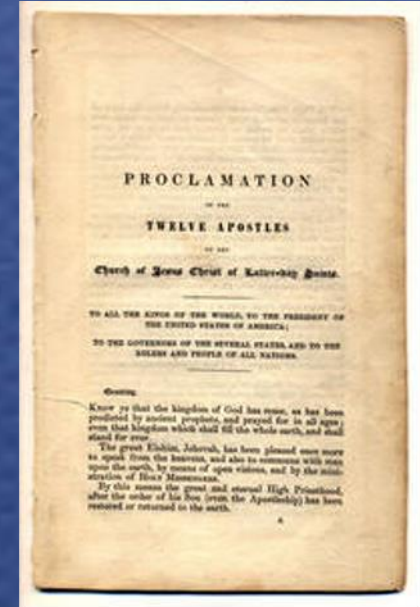 PROCLAMATION
OF THE
TWELVE APOSTLES
OF THE
Church of Jesus Christ of Latter-day Saints.
TO ALL THE KINGS OF THE WORLD, TO THE PRESIDENT OF
THE UNITED STATES OF AMERICA;
TO THE GOVERNORS OF THE SEVERAL STATES, AND TO THE
RULERS AND PEOPLE OF ALL NATIONS.
Greeting.
KNOW ye that the kingdom of God has come, as has been
predicted by ancient prophets, and prayed for in all ages;
even that kingdom which shall fill the whole earth, and shall
stand for ever.
The great Elohim, Jehovah, has been pleased once more
to speak from the heavens, and also to commune with man
upon the earth, by means of open visions, and by the mini-
stration of HOLY MESSENGERS.
By this means the great and eternal High Priesthood,
after the order of his Son (even the Apostleship) has been
restored or returned to the earth.